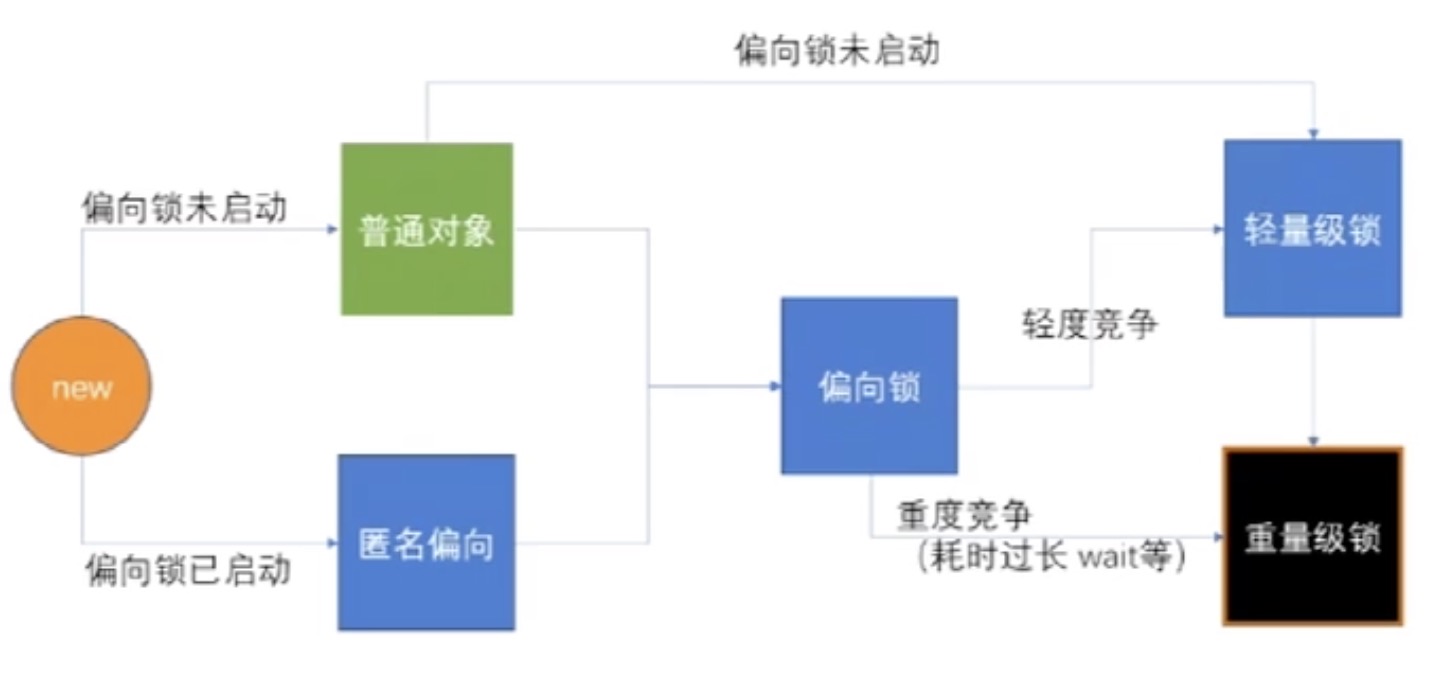 偏向锁未启动
偏向锁未启动
普通对象
轻量级锁
轻度竞争
new
偏向锁
重度竞争
(耗时过长 wait等)
匿名偏向
重量级锁
偏向锁已启动